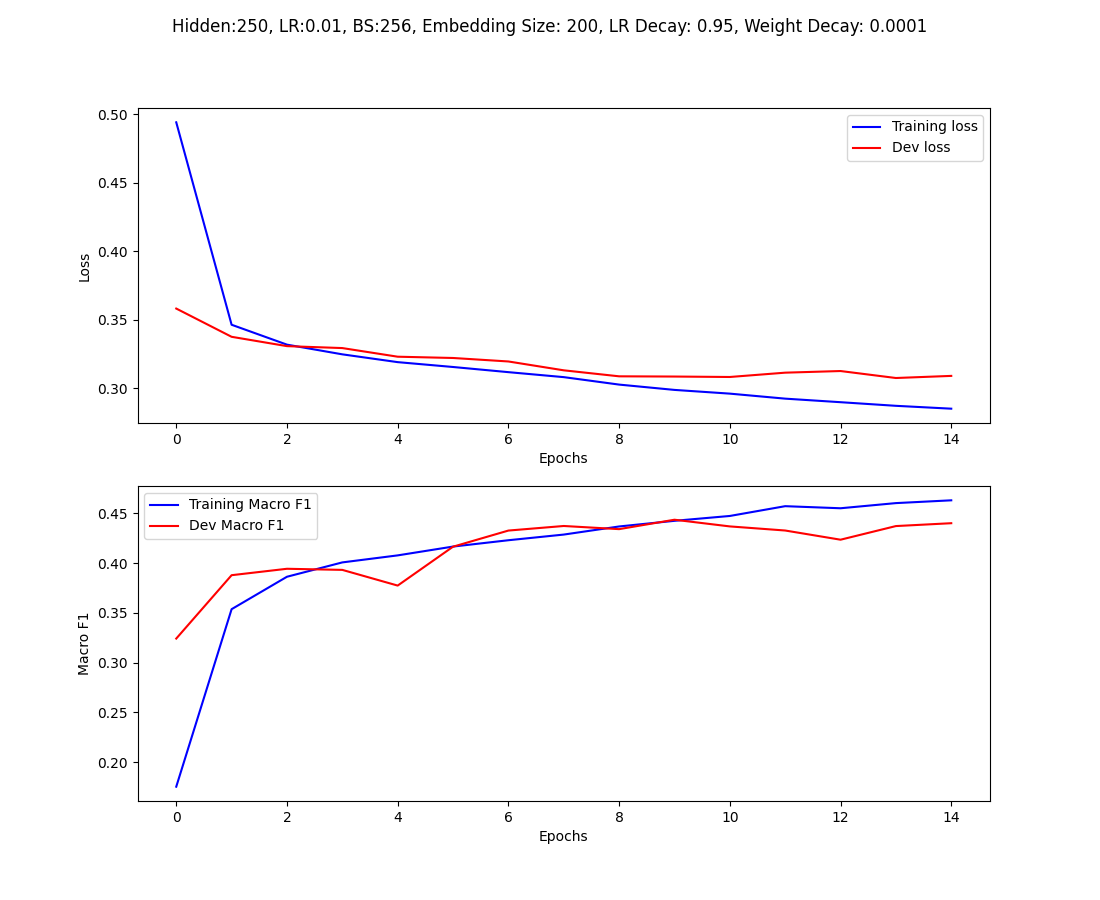 Hidden:250, LR:0.01, BS:256, Embedding Size: 200, LR Decay: 0.95, Weight Decay: 0.0001
0.50
0.45
0.40
0.35
0.30
Loss
Training loss
Dev loss
0 2 4 6 8 10 12 14
Epochs
0.45
0.40
0.35
0.30
0.25
0.20
Macro F1
Training Macro F1
Dev Macro F1
0 2 4 6 8 10 12 14
Epochs